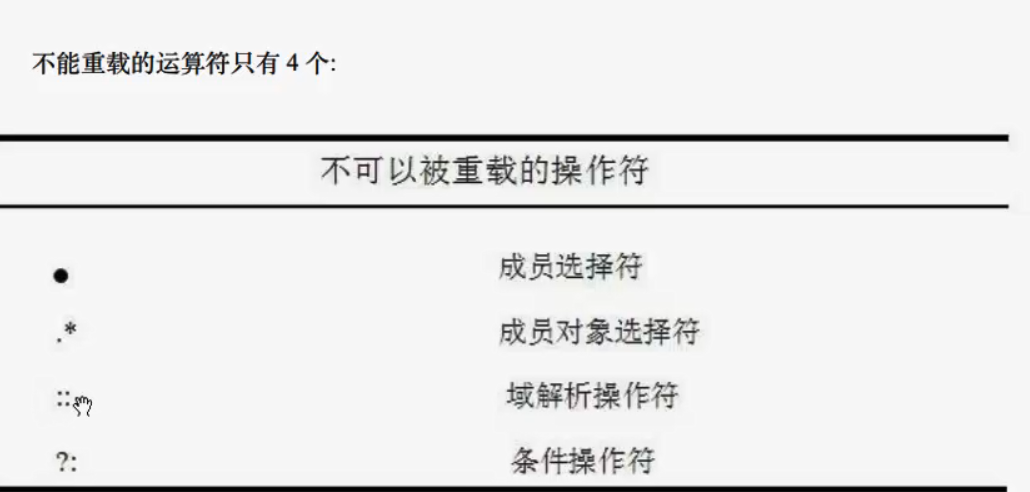 不能重载的运算符只有 4 个:
不可以被重载的操作符
● 成员选择符
.* 成员对象选择符
:: 域解析操作符
?: 条件操作符